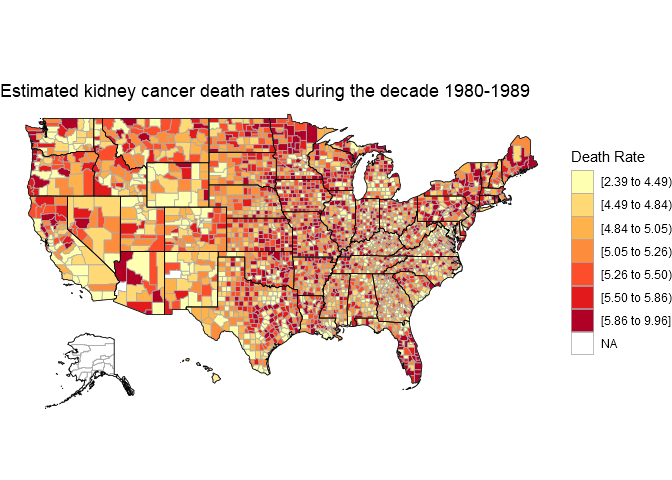 Estimated kidney cancer death rates during the decade 1980-1989
Death Rate
[2.39 to 4.49)
[4.49 to 4.84)
[4.84 to 5.05)
[5.05 to 5.26)
[5.26 to 5.50)
[5.50 to 5.86)
[5.86 to 9.96]
NA